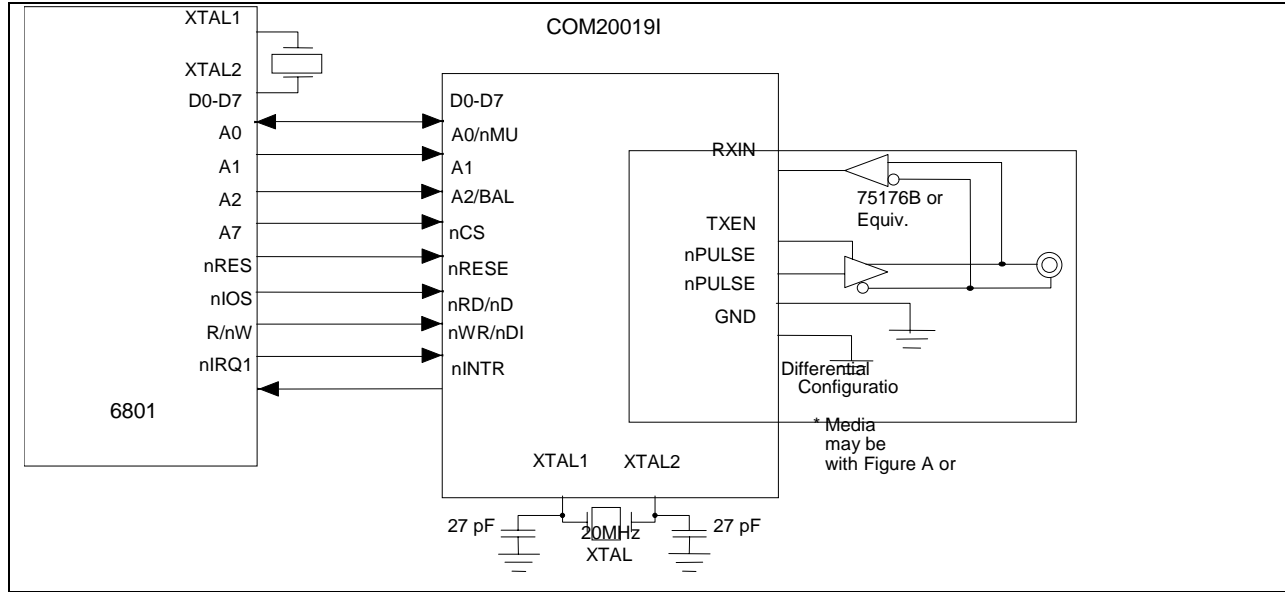 COM20019I
XTAL1
XTAL2
D0-D7
A0
A1
A2
A7
nRES
nIOS
R/nW
nIRQ1
6801
D0-D7
A0/nMU
A1
A2/BAL
nCS
nRESE
nRD/nD
nWR/nDI
nINTR
RXIN
TXEN
nPULSE
nPULSE
GND
75176B or
Equiv.
Differential
Configuratio
* Media
may be
with Figure A or
XTAL1
XTAL2
27 pF
20MHz
XTAL
27 pF